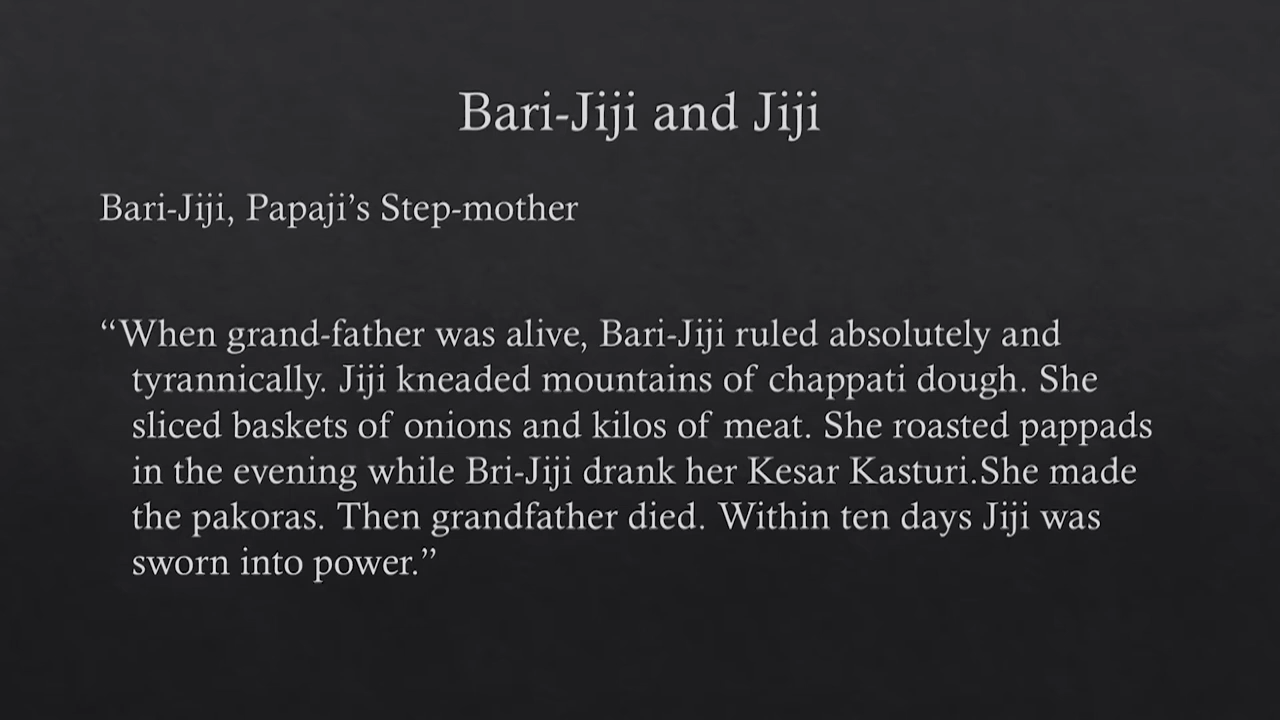 Bari-Jiji and Jiji
Bari-Jiji, Papaji’s Step-mother
“When grand-father was alive, Bari-Jiji ruled absolutely and
tyrannically. Jiji kneaded mountains of chappati dough. She
sliced baskets of onions and kilos of meat. She roasted pappads
in the evening while Bri-Jiji drank her Kesar Kasturi.She made
the pakoras. Then grandfather died. Within ten days Jiji was
sworn into power.”